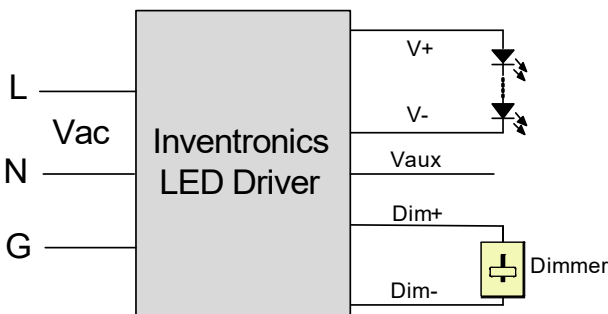 L
Vac
N
G
Inventronics
LED Driver
V+
V-
Vaux
Dim+
Dimmer
Dim-